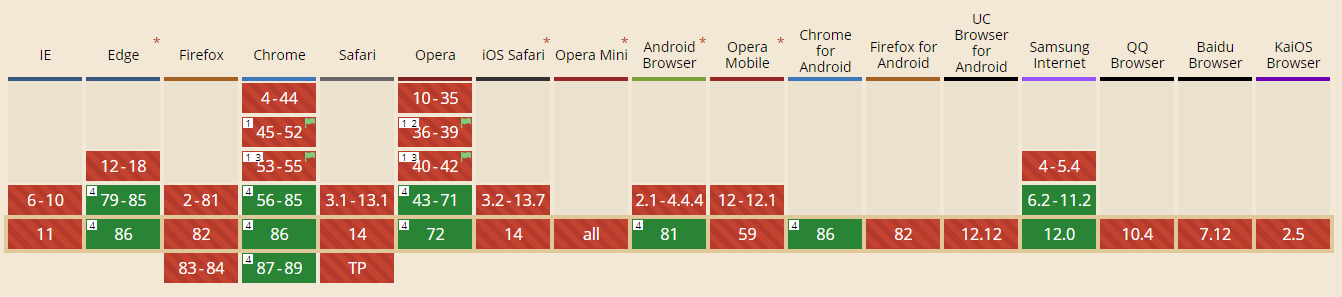 IE
Edge
*
Firefox
Chrome
Safari
Opera
iOS Safari
*
Opera Mini
*
Android
Browser
*
Opera
Mobile
*
Chrome
for
Android
Firefox for
Android
UC
Browser
for
Android
Samsung
Internet
QQ
Browser
Baidu
Browser
KaiOS
Browser
4-44
10-35
1
45-52
1 2
36-39
12-18
1 3
53-55
1 3
40-42
4-5.4
6-10
4
79-85
2-81
4
56-85
3.1-13.1
4
43-71
3.2-13.7
2.1-4.4.4
12-12.1
6.2-11.2
11
4
86
82
4
86
14
4
72
14
all
4
81
59
4
86
82
12.12
12.0
10.4
7.12
2.5
83-84
4
87-89
TP